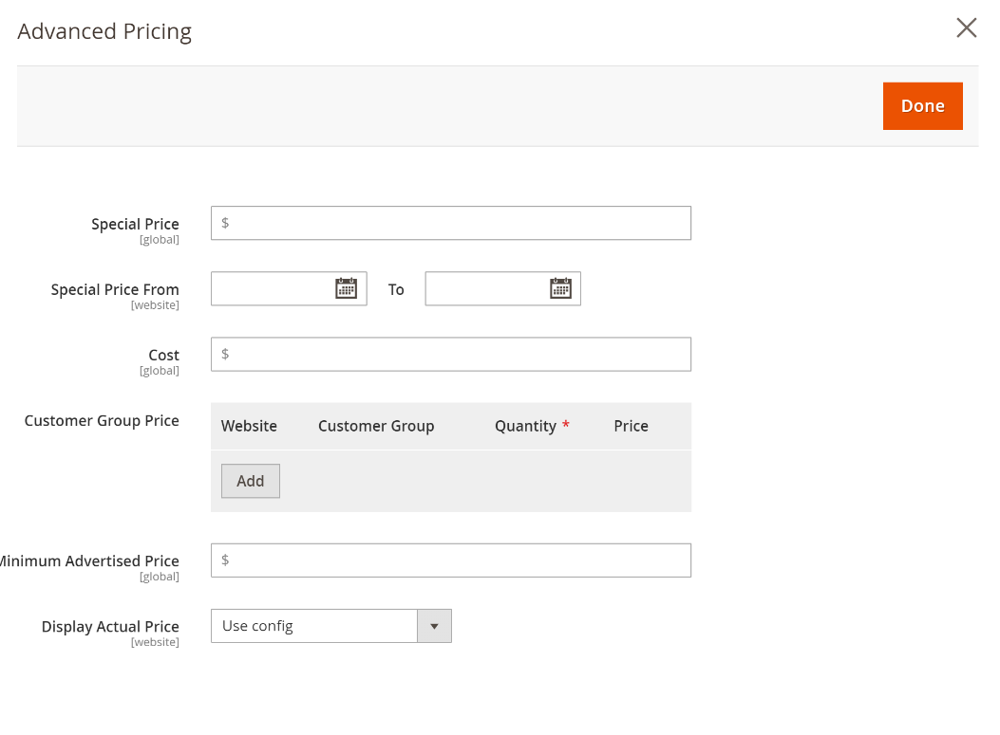 Advanced Pricing
Done
Special Price
[global]
$
Special Price From
[website]
To
Cost
[global]
$
Customer Group Price
Website Customer Group Quantity * Price
Add
Minimum Advertised Price
[global]
$
Display Actual Price
[website]
Use config